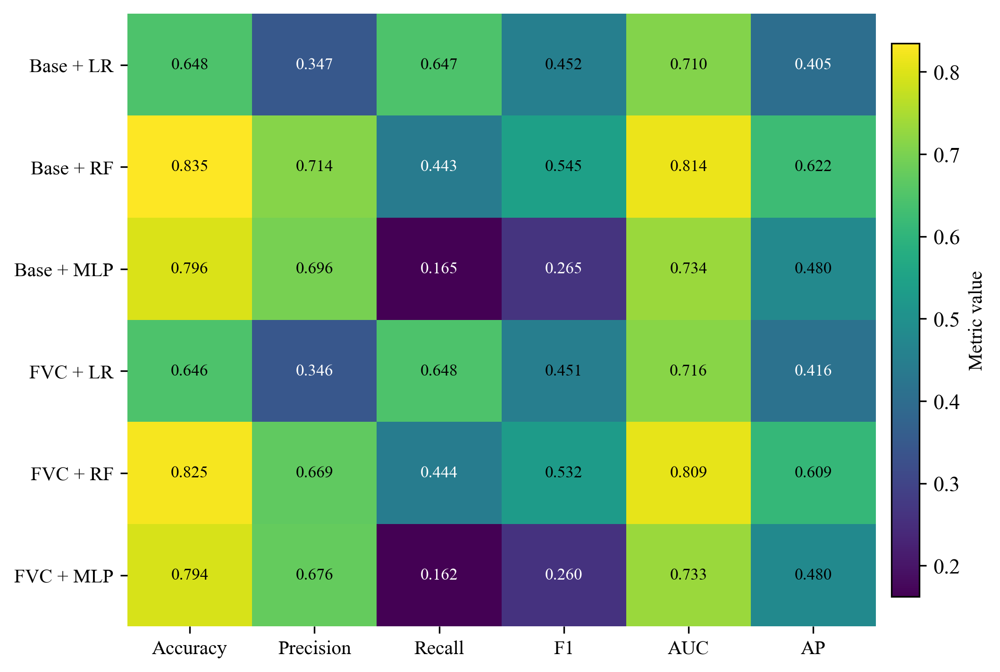 Base + LR 0.648 0.347 0.647 0.452 0.710 0.405
Base + RF 0.835 0.714 0.443 0.545 0.814 0.622
Base + MLP 0.796 0.696 0.165 0.265 0.734 0.480
FVC + LR 0.646 0.346 0.648 0.451 0.716 0.416
FVC + RF 0.825 0.669 0.444 0.532 0.809 0.609
FVC + MLP 0.794 0.676 0.162 0.260 0.733 0.480
Accuracy Precision Recall F1 AUC AP
0.8
0.7
0.6
0.5
0.4
0.3
0.2
Metric value